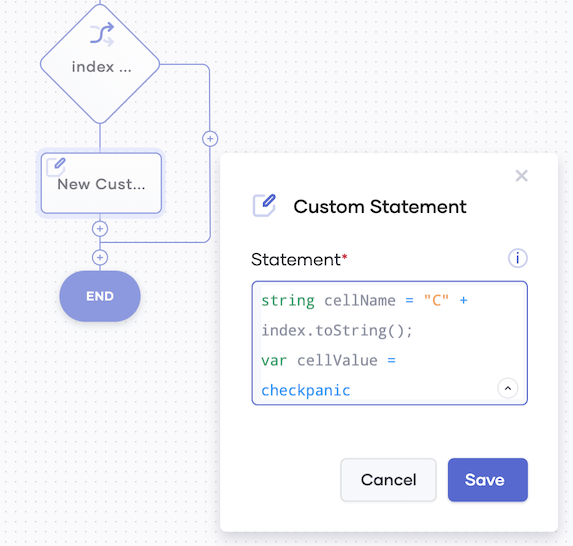 index ...
New Cust...
END
Custom Statement
Statement*
string cellName = "C" +
index.toString();
var cellValue =
checkpanic
Cancel
Save